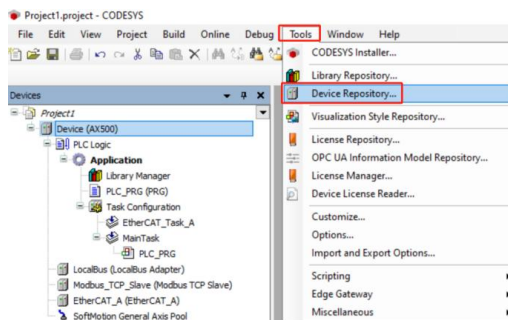 Project1.project - CODESYS
File Edit View Project Build Online Debug Tools Window Help
CODESYS Installer...
Library Repository...
Device Repository...
Visualization Style Repository...
License Repository...
OPC UA Information Model Repository...
License Manager...
Device License Reader...
Customize...
Options...
Import and Export Options...
Scripting
Edge Gateway
Miscellaneous
Devices
Project1
Device (AX500)
PLC Logic
Application
Library Manager
PLC_PRG (PRG)
Task Configuration
EtherCAT_Task_A
MainTask
PLC_PRG
LocalBus (LocalBus Adapter)
Modbus_TCP_Slave (Modbus TCP Slave)
EtherCAT_A (EtherCAT_A)
SoftMotion General Axis Pool